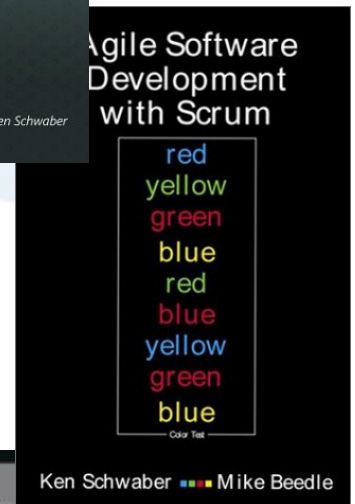 en Schwaber
Agile Software
Development
with Scrum
red
yellow
green
blue
red
blue
yellow
green
blue
Color Test
Ken Schwaber Mike Beedle